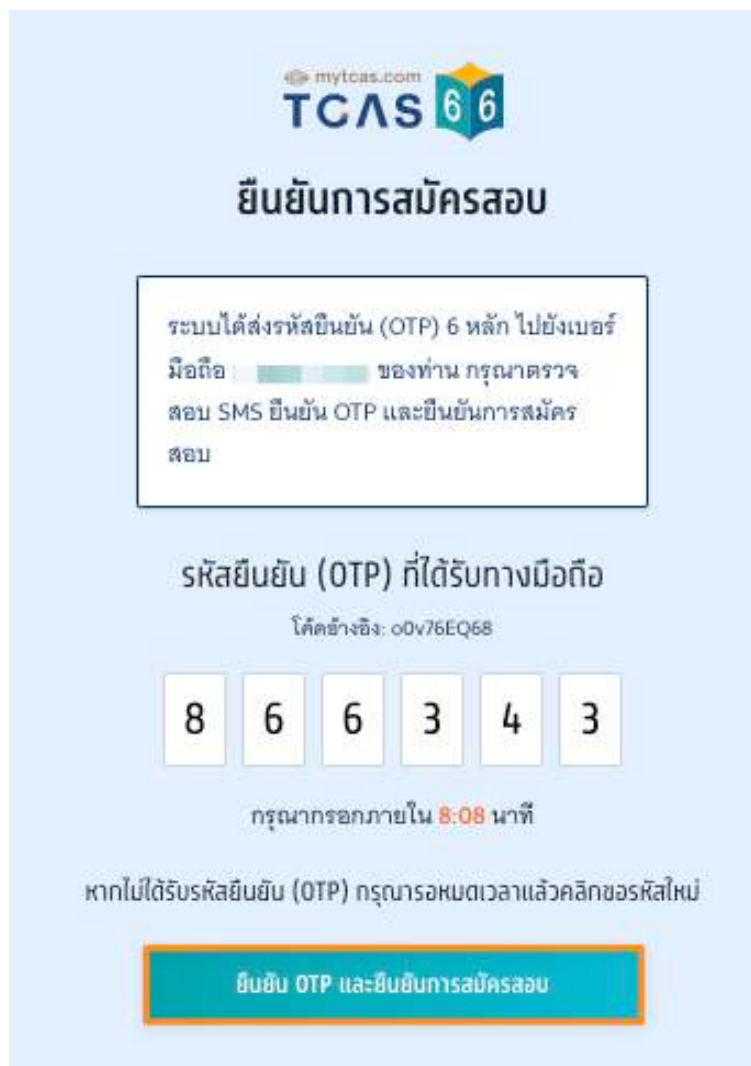 mytcas.com
TCAS 66
ยืนยันการสมัครสอบ
ระบบได้ส่งรหัสยืนยัน (OTP) 6 หลัก ไปยังเบอร์
มือถือ ของท่าน กรุณาตรวจ
สอบ SMS ยืนยัน OTP และยืนยันการสมัคร
สอบ
รหัสยืนยัน (OTP) ที่ได้รับทางมือถือ
โค้ดอ้างอิง: o0v76EQ68
8 6 6 3 4 3
กรุณากรอกภายใน 8:08 นาที
หากไม่ได้รับรหัสยืนยัน (OTP) กรุณารอหมดเวลาแล้วคลิกขอรหัสใหม่
ยืนยัน OTP และยืนยันการสมัครสอบ